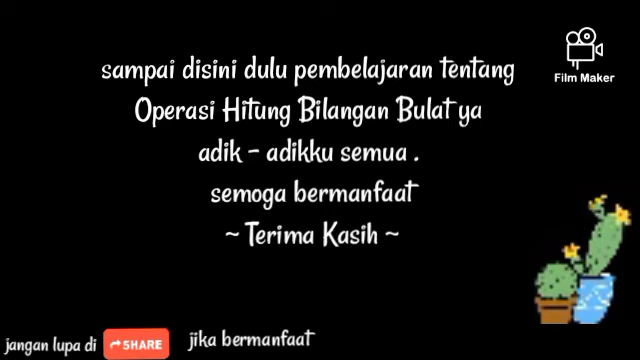 sampai disini dulu pembelajaran tentang
Operasi Hitung Bilangan Bulat ya
adik - adikku semua .
semoga bermanfaat
~ Terima Kasih ~
Film Maker
jangan lupa di SHARE jika bermanfaat